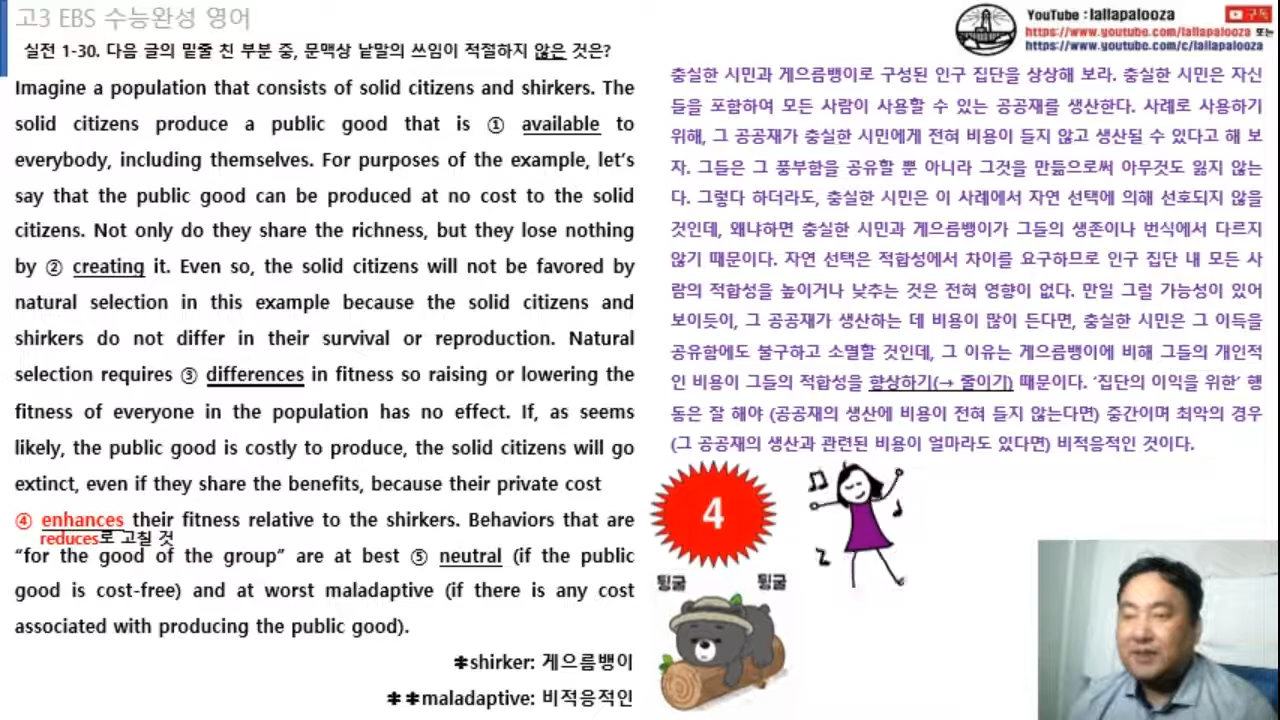 고3 EBS 수능완성 영어
실전 1-30. 다음 글의 밑줄 친 부분 중, 문맥상 낱말의 쓰임이 적절하지 않은 것은?
Imagine a population that consists of solid citizens and shirkers. The
solid citizens produce a public good that is ① available to
everybody, including themselves. For purposes of the example, let's
say that the public good can be produced at no cost to the solid
citizens. Not only do they share the richness, but they lose nothing
by ② creating it. Even so, the solid citizens will not be favored by
natural selection in this example because the solid citizens and
shirkers do not differ in their survival or reproduction. Natural
selection requires ③ differences in fitness so raising or lowering the
fitness of everyone in the population has no effect. If, as seems
likely, the public good is costly to produce, the solid citizens will go
extinct, even if they share the benefits, because their private cost
④ enhances their fitness relative to the shirkers. Behaviors that are
reduces로 고칠 것
“for the good of the group” are at best ⑤ neutral (if the public
good is cost-free) and at worst maladaptive (if there is any cost
associated with producing the public good).
*shirker: 게으름뱅이
**maladaptive: 비적응적인
YouTube : lallapalooza
구독
https://www.youtube.com/lallapalooza 또는
https://www.youtube.com/c/lallapalooza
충실한 시민과 게으름뱅이로 구성된 인구 집단을 상상해 보라. 충실한 시민은 자신
들을 포함하여 모든 사람이 사용할 수 있는 공공재를 생산한다. 사례로 사용하기
위해, 그 공공재가 충실한 시민에게 전혀 비용이 들지 않고 생산될 수 있다고 해 보
자. 그들은 그 풍부함을 공유할 뿐 아니라 그것을 만듦으로써 아무것도 잃지 않는
다. 그렇다 하더라도, 충실한 시민은 이 사례에서 자연 선택에 의해 선호되지 않을
것인데, 왜냐하면 충실한 시민과 게으름뱅이가 그들의 생존이나 번식에서 다르지
않기 때문이다. 자연 선택은 적합성에서 차이를 요구하므로 인구 집단 내 모든 사
람의 적합성을 높이거나 낮추는 것은 전혀 영향이 없다. 만일 그럴 가능성이 있어
보이듯이, 그 공공재가 생산하는 데 비용이 많이 든다면, 충실한 시민은 그 이득을
공유함에도 불구하고 소멸할 것인데, 그 이유는 게으름뱅이에 비해 그들의 개인적
인 비용이 그들의 적합성을 향상하기(→ 줄이기) 때문이다. ‘집단의 이익을 위한’ 행
동은 잘 해야 (공공재의 생산에 비용이 전혀 들지 않는다면) 중간이며 최악의 경우
(그 공공재의 생산과 관련된 비용이 얼마라도 있다면) 비적응적인 것이다.
4
뒹굴 뒹굴